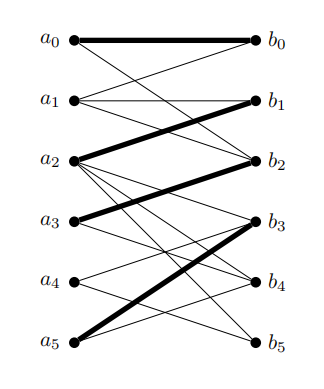 a₀ b₀
a₁ b₁
a₂ b₂
a₃ b₃
a₄ b₄
a₅ b₅